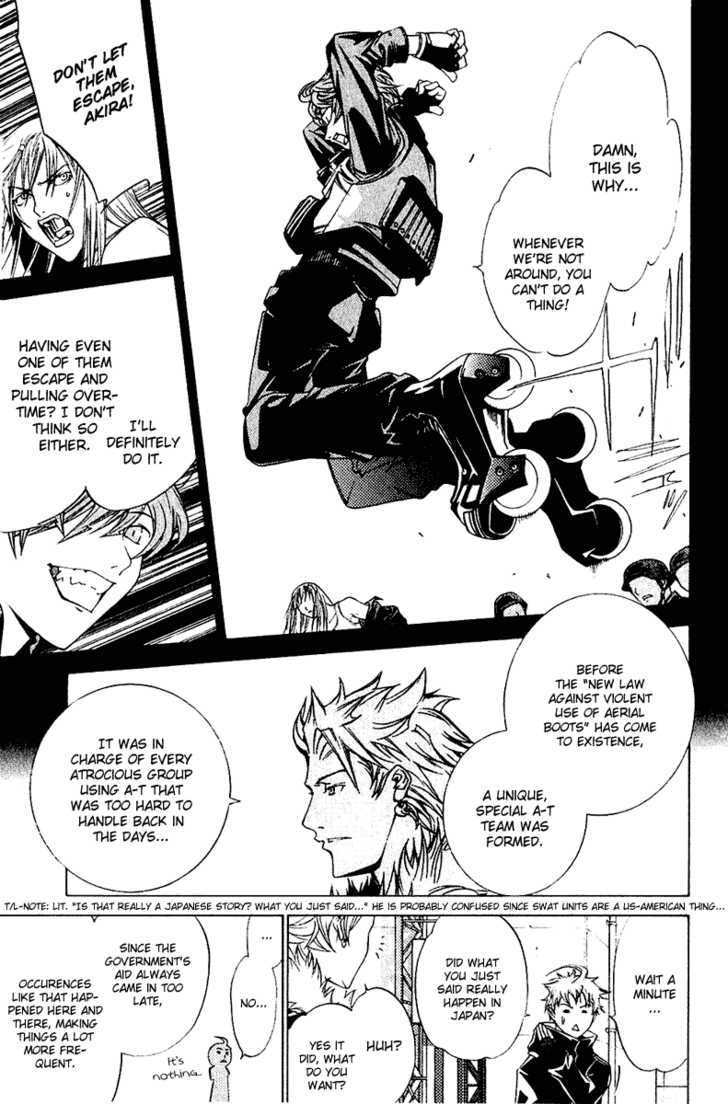 DAMN,
THIS IS
WHY...
WHENEVER
WE'RE NOT
AROUND, YOU
CAN'T DO A
THING!
DON'T LET
THEM
ESCAPE,
AKIRA!
HAVING EVEN
ONE OF THEM
ESCAPE AND
PULLING OVER-
TIME? I DON'T
THINK SO
EITHER.
I'LL
DEFINITELY
DO IT.
BEFORE
THE "NEW LAW
AGAINST VIOLENT
USE OF AERIAL
BOOTS" HAS COME
TO EXISTENCE,
A UNIQUE,
SPECIAL A-T
TEAM WAS
FORMED.
IT WAS IN
CHARGE OF EVERY
ATROCIOUS GROUP
USING A-T THAT
WAS TOO HARD TO
HANDLE BACK IN
THE DAYS...
T/L-NOTE: LIT. "IS THAT REALLY A JAPANESE STORY? WHAT YOU JUST SAID..." HE IS PROBABLY CONFUSED SINCE SWAT UNITS ARE A US-AMERICAN THING...
WAIT A
MINUTE
...
DID WHAT
YOU JUST
SAID REALLY
HAPPEN IN
JAPAN?
HUH?
YES IT
DID, WHAT
DO YOU
WANT?
...
NO...
It's
nothing...
SINCE THE
GOVERNMENT'S
AID ALWAYS
CAME IN TOO
LATE,
OCCURENCES
LIKE THAT HAP-
PENED HERE AND
THERE, MAKING
THINGS A LOT
MORE FRE-
QUENT.